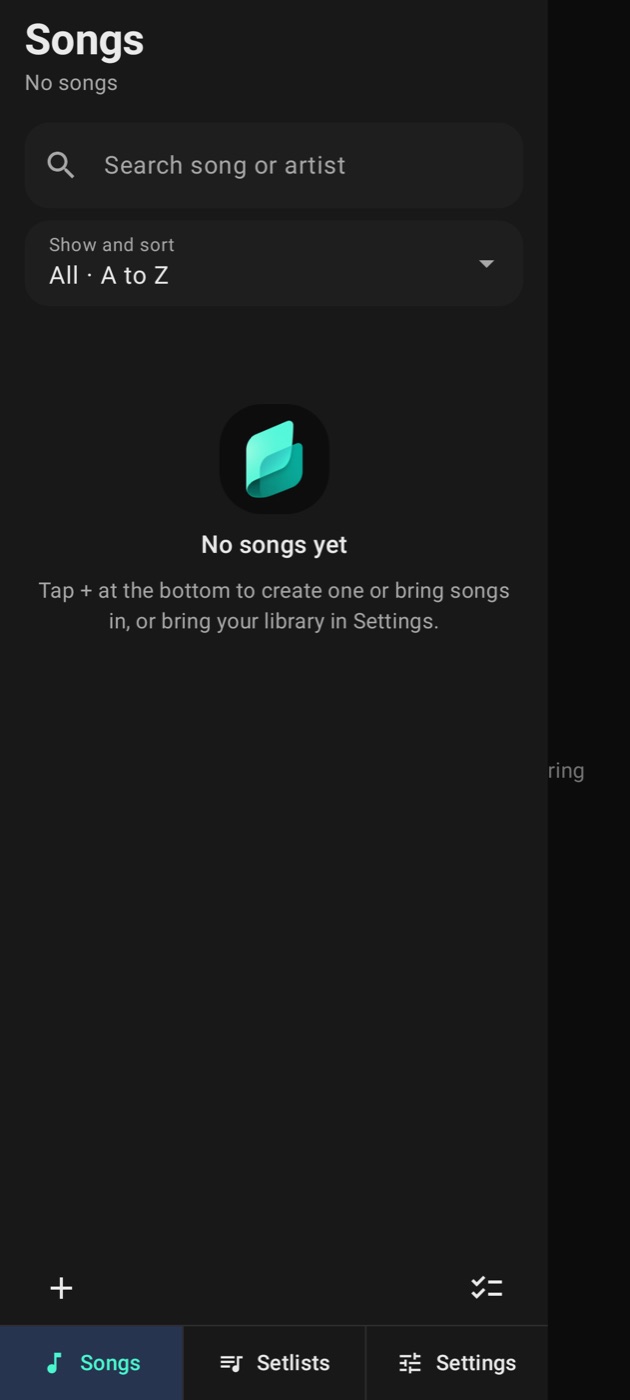 Songs
No songs
Search song or artist
Show and sort
All · A to Z
No songs yet
Tap + at the bottom to create one or bring songs
in, or bring your library in Settings.
ring
Songs
Setlists
Settings